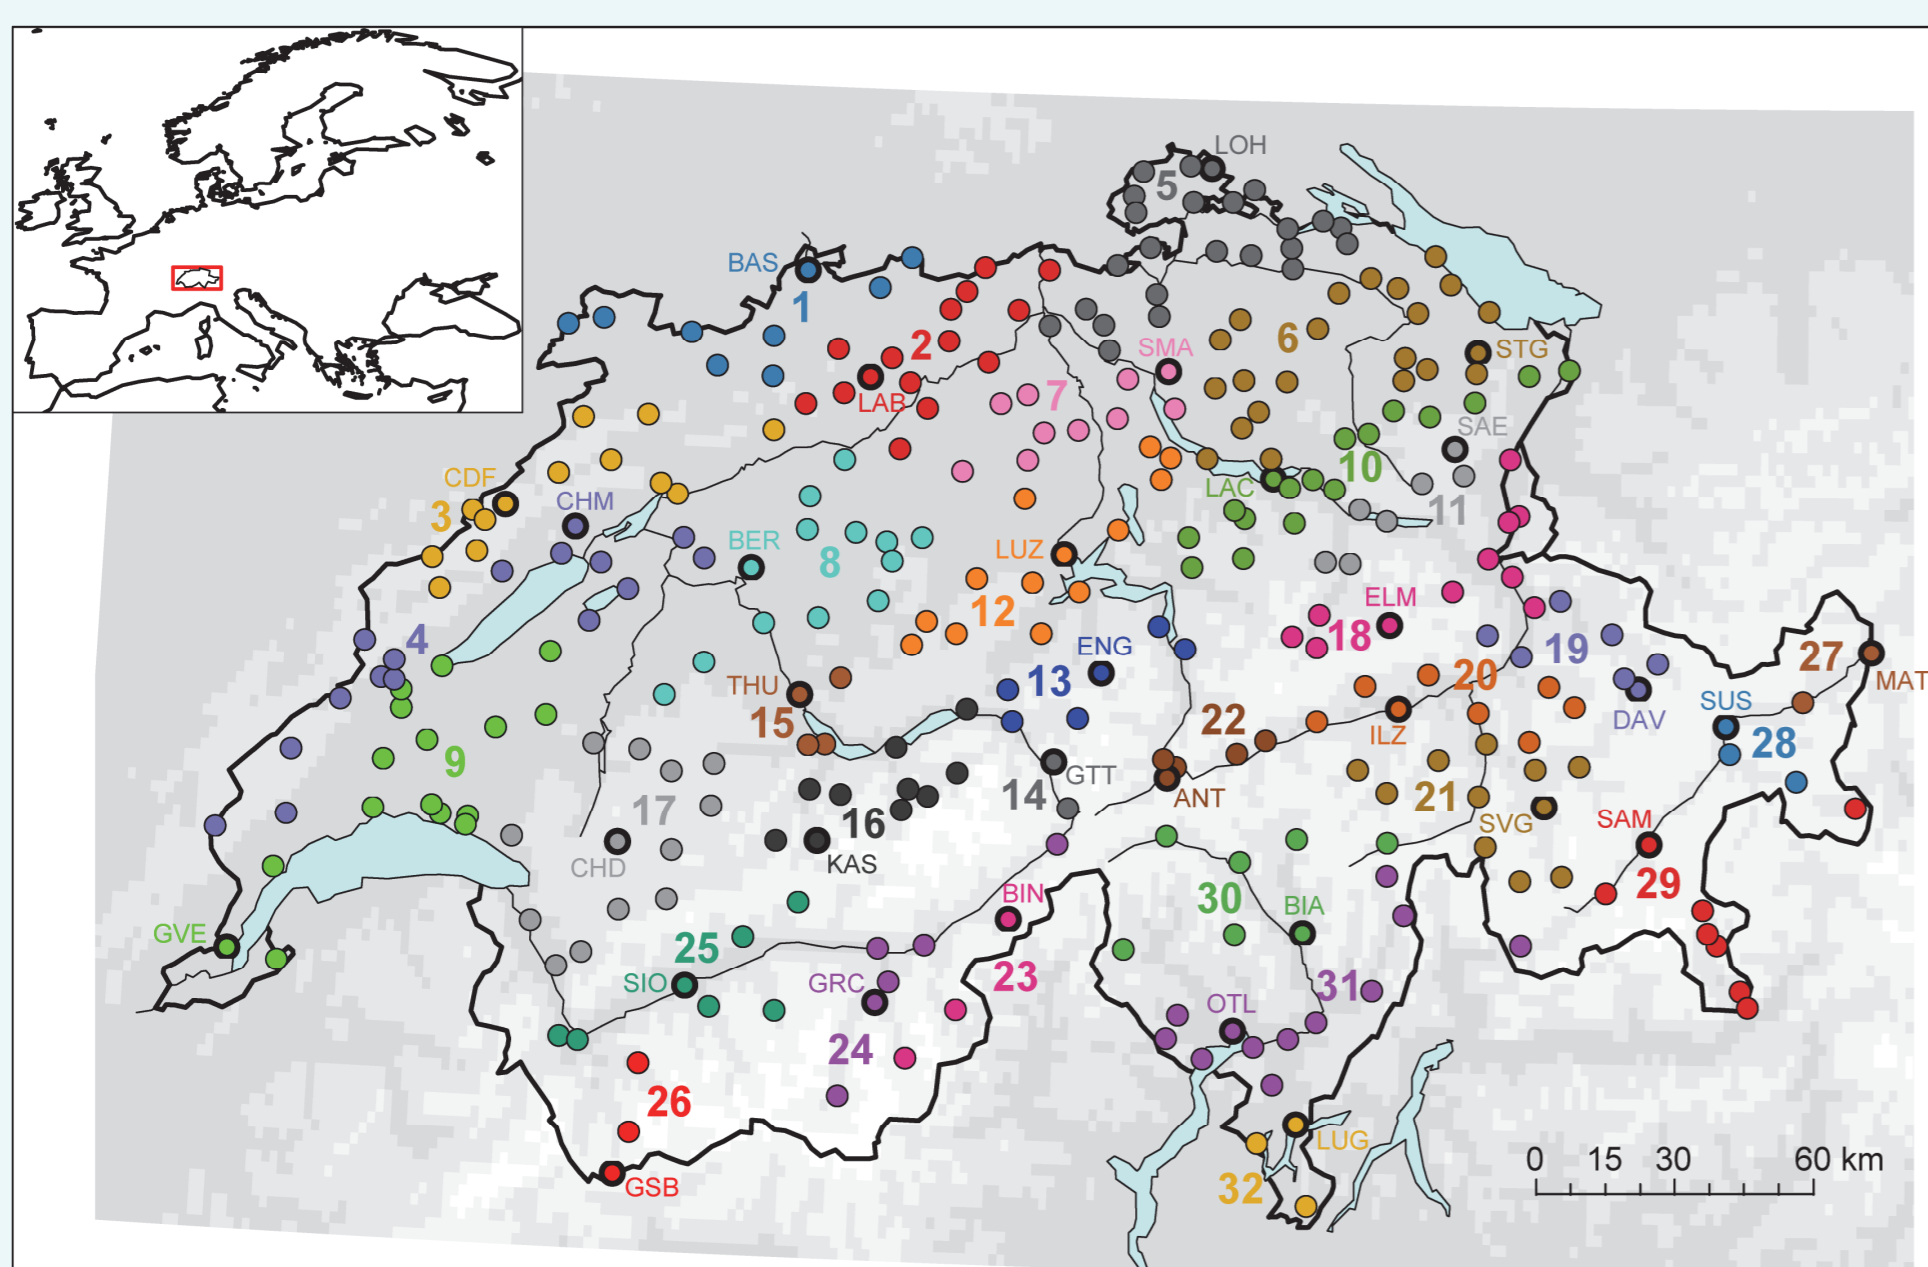 LOH
5
BAS
1
6
SMA
STG
2
LAB
7
SAE
CDF
10
CHM
LAC
3
11
BER
LUZ
8
ELM
12
18
4
ENG
19
27
13
20
THU
MAT
SUS
15
22
DAV
ILZ
28
9
GTT
14
ANT
21
17
16
SVG
SAM
CHD
KAS
29
BIN
30
BIA
GVE
25
SIO
GRC
23
31
OTL
24
26
LUG
0 15 30 60 km
32
GSB